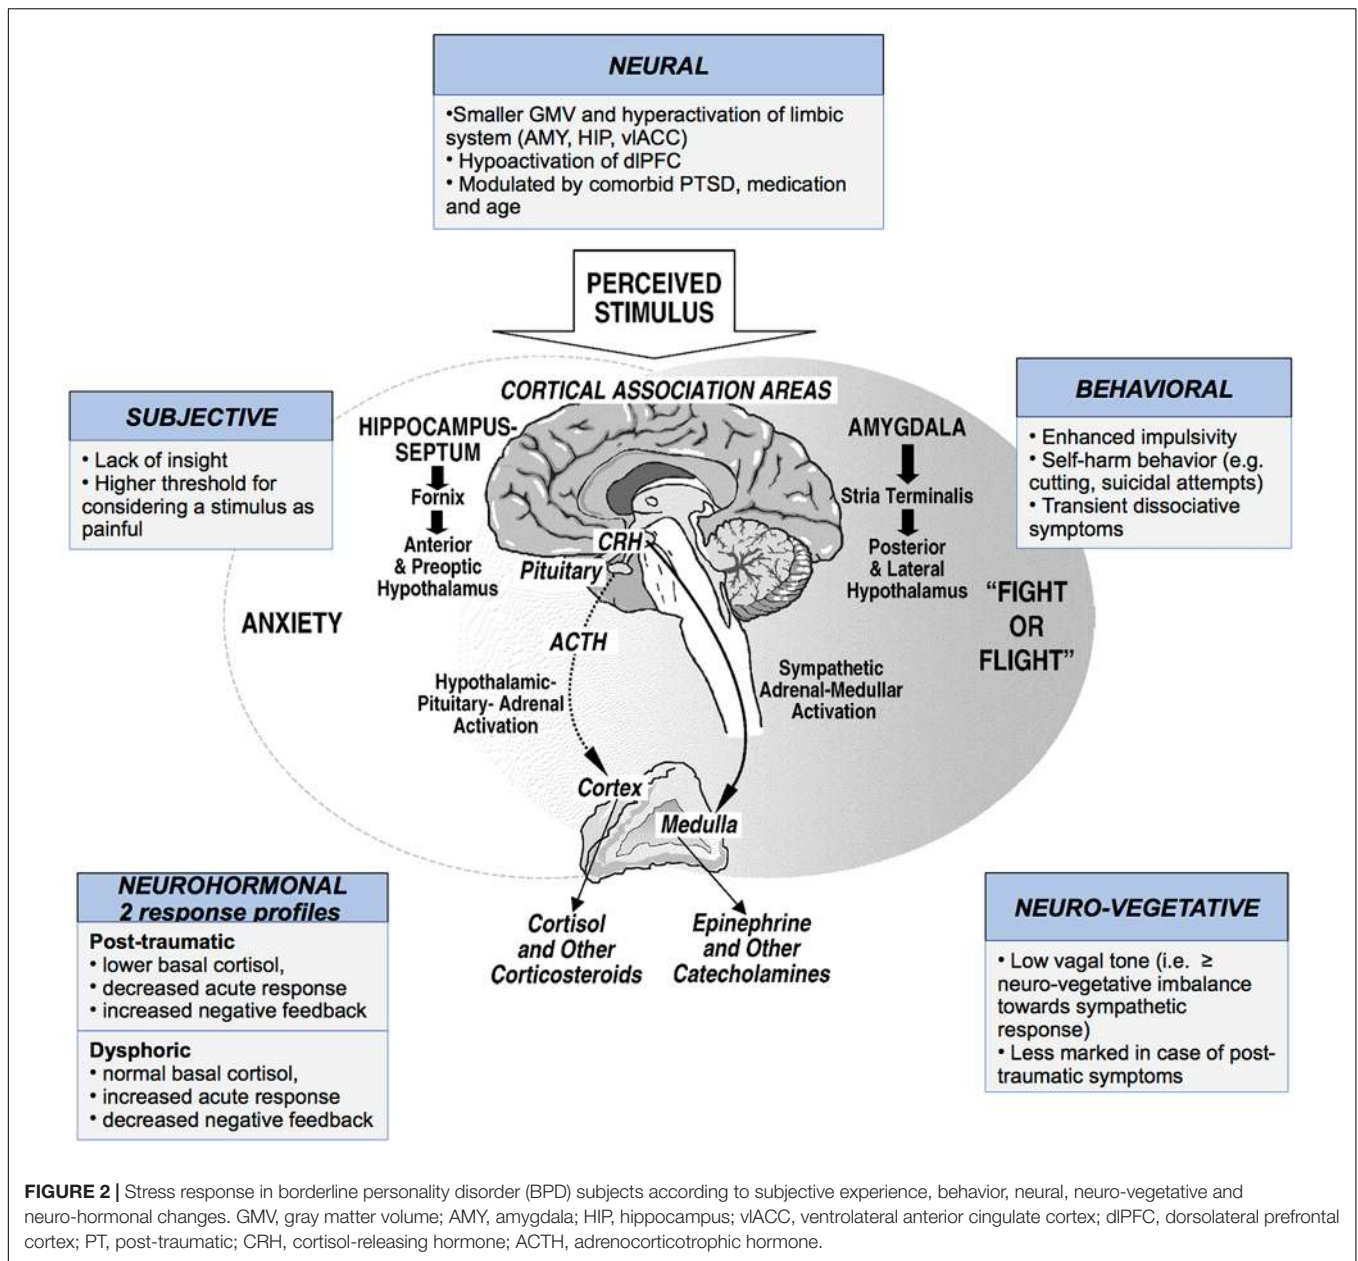 NEURAL
•Smaller GMV and hyperactivation of limbic
system (AMY, HIP, vlACC)
• Hypoactivation of dlPFC
• Modulated by comorbid PTSD, medication
and age
PERCEIVED
STIMULUS
SUBJECTIVE
• Lack of insight
• Higher threshold for
considering a stimulus as
painful
BEHAVIORAL
• Enhanced impulsivity
• Self-harm behavior (e.g.
cutting, suicidal attempts)
• Transient dissociative
symptoms
CORTICAL ASSOCIATION AREAS
HIPPOCAMPUS-
SEPTUM
Fornix
Anterior
& Preoptic
Hypothalamus
AMYGDALA
Stria Terminalis
Posterior
& Lateral
Hypothalamus
CRH
Pituitary
ANXIETY
"FIGHT
OR
FLIGHT"
ACTH
Hypothalamic-
Pituitary- Adrenal
Activation
Sympathetic
Adrenal-Medullar
Activation
Cortex
Medulla
Cortisol
and Other
Corticosteroids
Epinephrine
and Other
Catecholamines
NEUROHORMONAL
2 response profiles
Post-traumatic
• lower basal cortisol,
• decreased acute response
• increased negative feedback
Dysphoric
• normal basal cortisol,
• increased acute response
• decreased negative feedback
NEURO-VEGETATIVE
• Low vagal tone (i.e. ≥
neuro-vegetative imbalance
towards sympathetic
response)
• Less marked in case of post-
traumatic symptoms
FIGURE 2 | Stress response in borderline personality disorder (BPD) subjects according to subjective experience, behavior, neural, neuro-vegetative and
neuro-hormonal changes. GMV, gray matter volume; AMY, amygdala; HIP, hippocampus; vlACC, ventrolateral anterior cingulate cortex; dlPFC, dorsolateral prefrontal
cortex; PT, post-traumatic; CRH, cortisol-releasing hormone; ACTH, adrenocorticotrophic hormone.